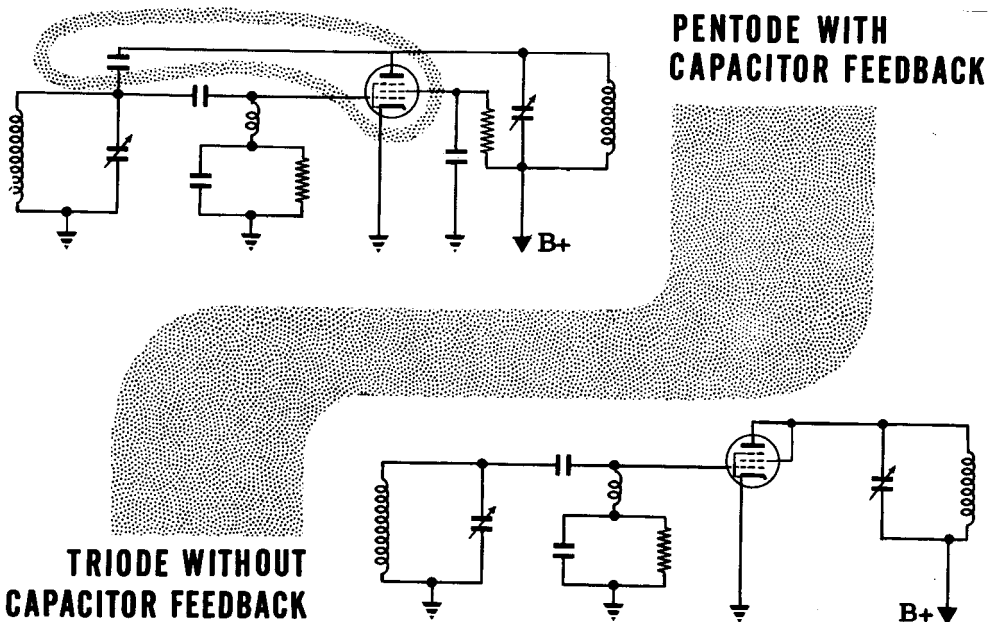 PENTODE WITH
CAPACITOR FEEDBACK
B+
TRIODE WITHOUT
CAPACITOR FEEDBACK
B+